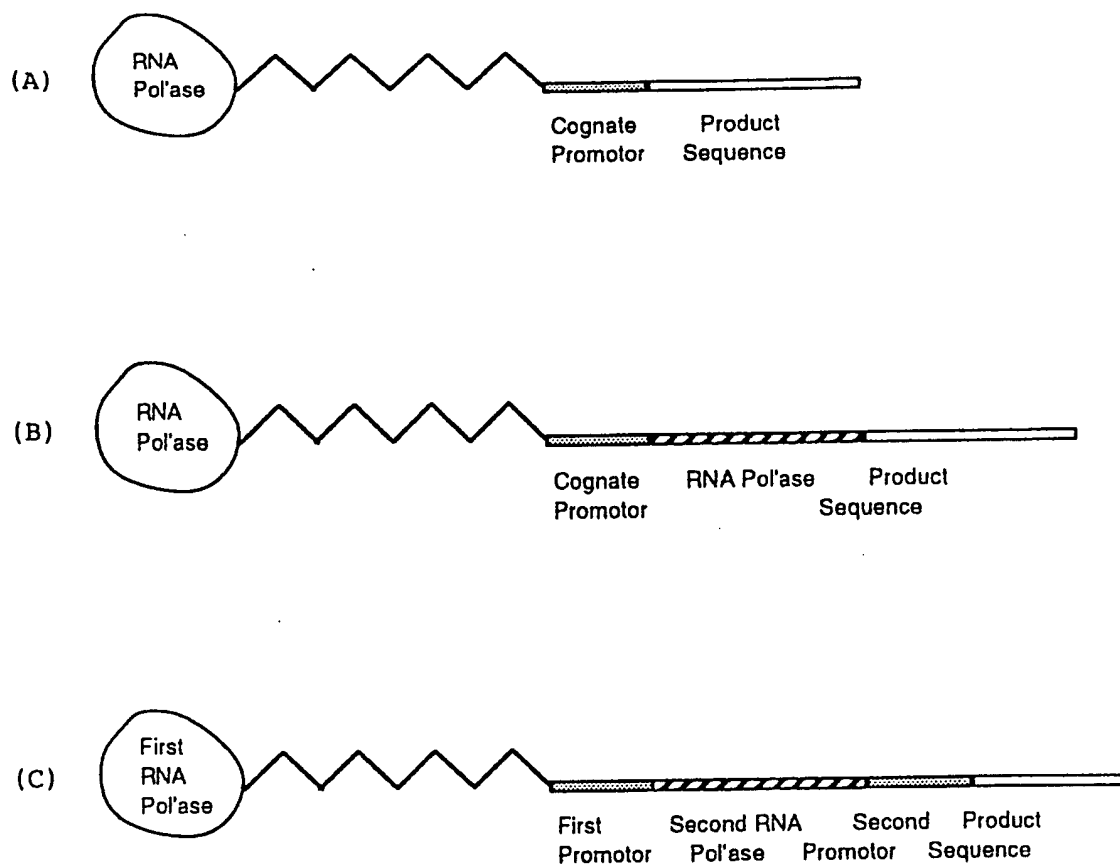 (A)
RNA
Pol'ase
Cognate Product
Promotor Sequence
(B)
RNA
Pol'ase
Cognate RNA Pol'ase Product
Promotor Sequence
(C)
First
RNA
Pol'ase
First Second RNA Second Product
Promotor Pol'ase Promotor Sequence